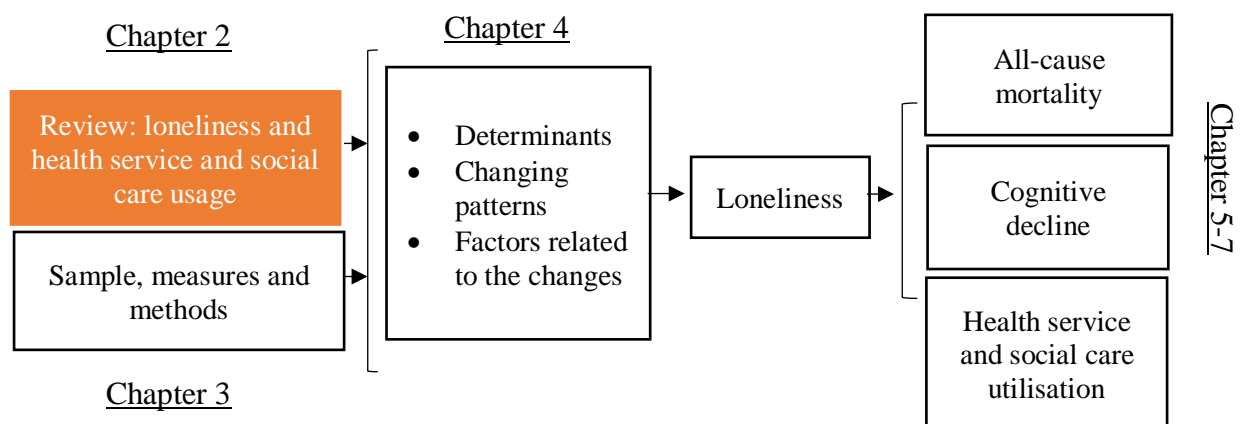 Chapter 2
Review: loneliness and
health service and social
care usage
Sample, measures and
methods
Chapter 3
Chapter 4
• Determinants
• Changing
patterns
• Factors related
to the changes
Loneliness
All-cause
mortality
Cognitive
decline
Health service
and social care
utilisation
Chapter 5-7